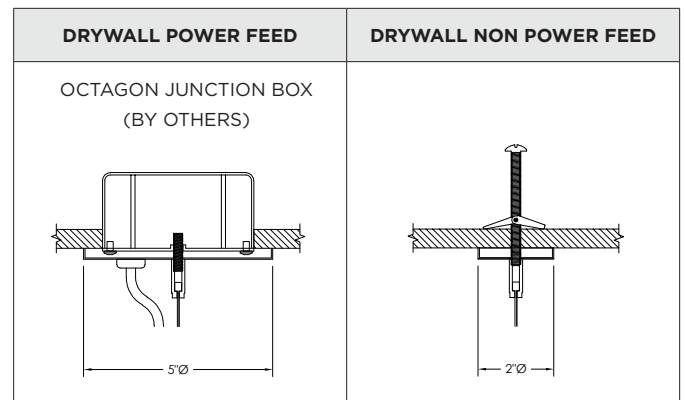 DRYWALL POWER FEED
DRYWALL NON POWER FEED
OCTAGON JUNCTION BOX
(BY OTHERS)
5"Ø
2"Ø